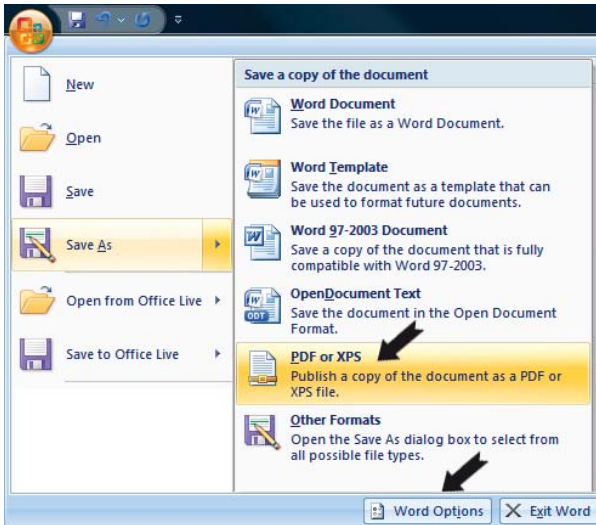 New
Open
Save
Save As
Open from Office Live
Save to Office Live
Save a copy of the document
Word Document
Save the file as a Word Document.
Word Template
Save the document as a template that can
be used to format future documents.
Word 97-2003 Document
Save a copy of the document that is fully
compatible with Word 97-2003.
OpenDocument Text
Save the document in the Open Document
Format.
ODT
PDF or XPS
Publish a copy of the document as a PDF or
XPS file.
Other Formats
Open the Save As dialog box to select from
all possible file types.
Word Options
Exit Word